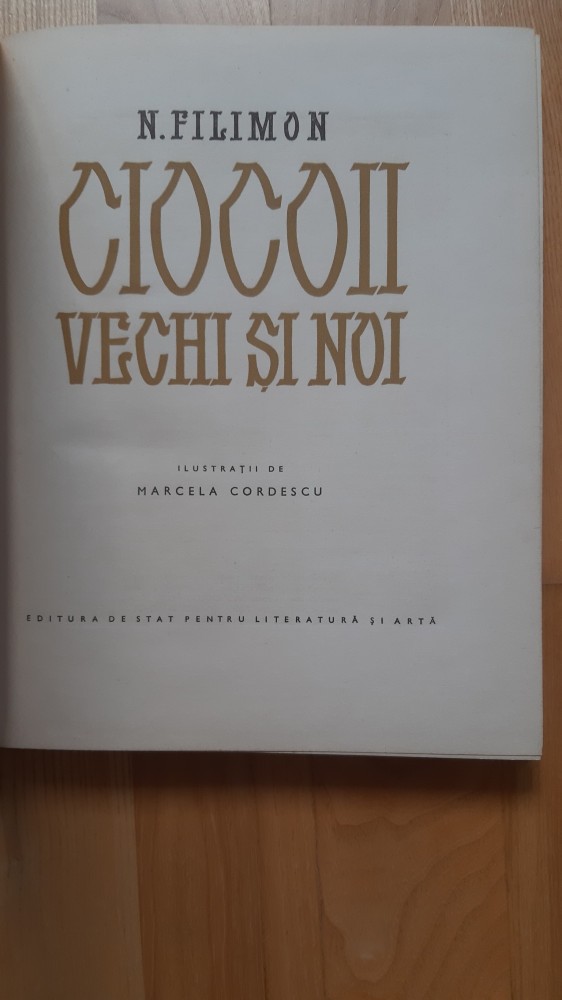 N. FILIMON
CIOCOII
VECHI ȘI NOI
ILUSTRAȚII DE
MARCELA CORDESCU
EDITURA DE STAT PENTRU LITERATURĂ ȘI ARTĂ